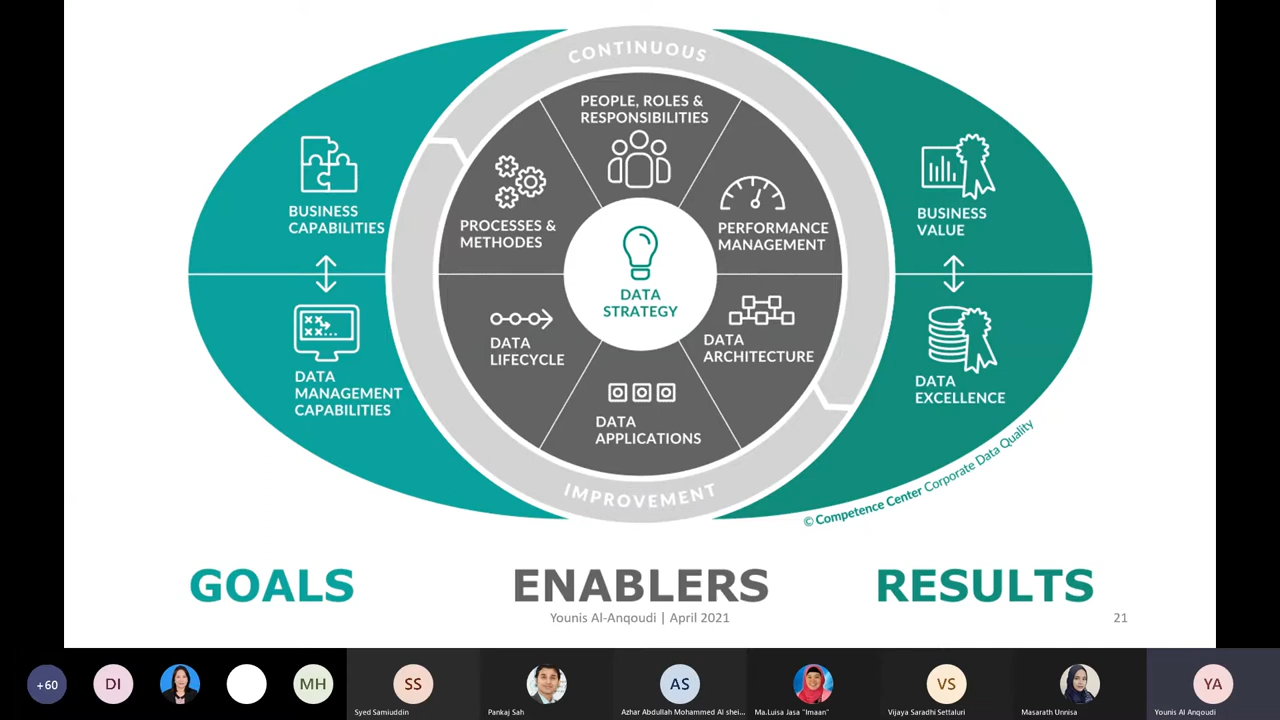 CONTINUOUS
PEOPLE, ROLES &
RESPONSIBILITIES
BUSINESS
CAPABILITIES
PROCESSES &
METHODES
PERFORMANCE
MANAGEMENT
BUSINESS
VALUE
DATA
STRATEGY
DATA
LIFECYCLE
DATA
ARCHITECTURE
DATA
MANAGEMENT
CAPABILITIES
DATA
APPLICATIONS
DATA
EXCELLENCE
IMPROVEMENT
© Competence Center Corporate Data Quality
GOALS
ENABLERS
RESULTS
Younis Al-Anqoudi | April 2021
21
+60
DI
MH
SS
AS
VS
YA
Syed Samiuddin
Pankaj Sah
Azhar Abdullah Mohammed Al shei...
Ma.Luisa Jasa "Imaan"
Vijaya Saradhi Settaluri
Masarath Unnisa
Younis Al Anqoudi